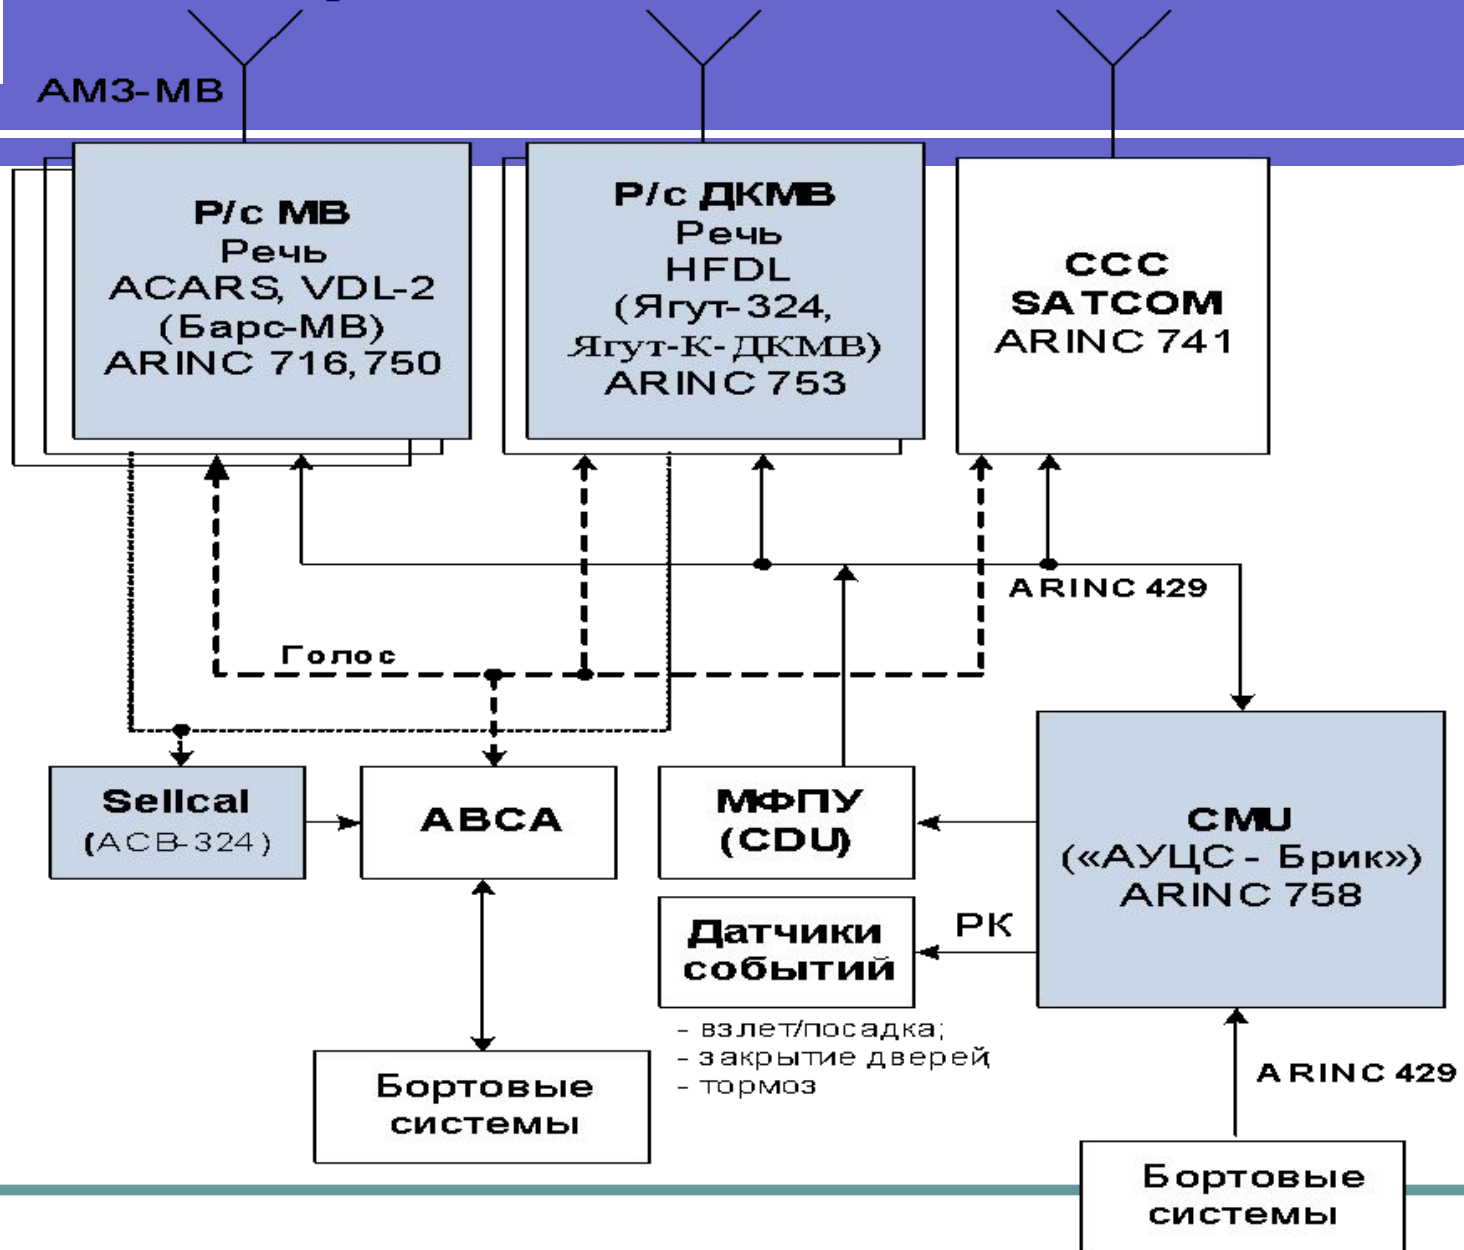 АМЗ-МВ
Р/с МВ
Речь
ACARS, VDL-2
(Барс-МВ)
ARINC 716,750
Р/с ДКМВ
Речь
HFDL
(Ягут-324,
Ягут-К-ДКМВ)
ARINC 753
ССС
SATCOM
ARINC 741
ARINC 429
Голос
Sellcal
(АСВ-324)
АВСА
МФПУ
(CDU)
CMU
(«АУЦС - Брик»)
ARINC 758
Датчики
событий
РК
- взлет/посадка;
- закрытие дверей
- тормоз
Бортовые
системы
ARINC 429
Бортовые
системы